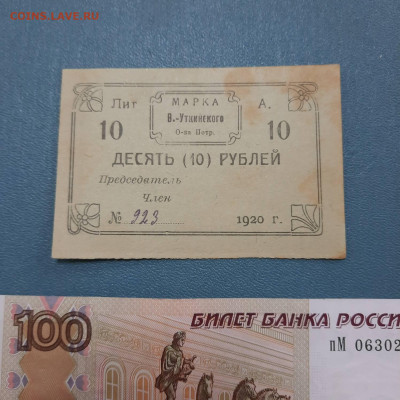 COINS.LAVE.RU
Лит МАРКА А.
10 В.-Уткинского 10
О-ва Потр.
ДЕСЯТЬ (10) РУБЛЕЙ
Председатель
Член
№ 923 1920 г.
100 БИЛЕТ БАНКА РОССИ
пМ 06302